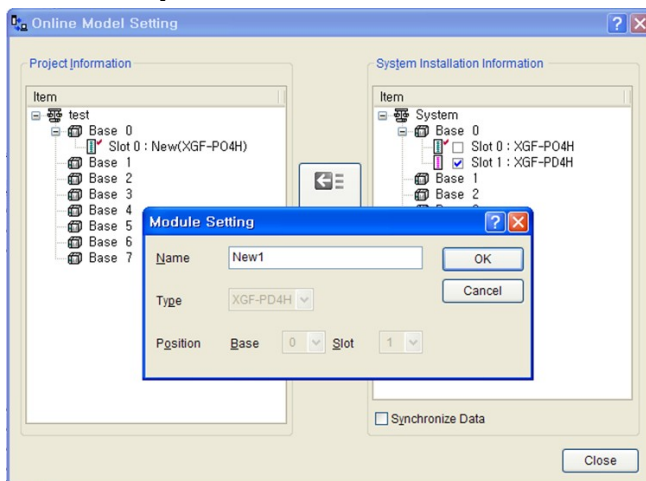 Online Model Setting
Project Information
Item
test
Base 0
Slot 0 : New(XGF-PO4H)
Base 1
Base 2
Base 3
Base 4
Base 5
Base 6
Base 7
System Installation Information
Item
System
Base 0
Slot 0 : XGF-PO4H
Slot 1 : XGF-PD4H
Base 1
Base 2
Module Setting
Name
New1
OK
Type
XGF-PD4H
Cancel
Position Base 0 Slot 1
Synchronize Data
Close